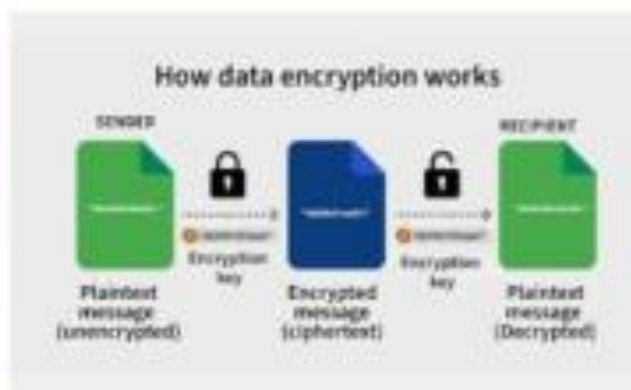 How data encryption works
SENDER
RECIPIENT
Encryption
key
Encryption
key
Plaintext
message
(unencrypted)
Encrypted
message
(ciphertext)
Plaintext
message
(Decrypted)